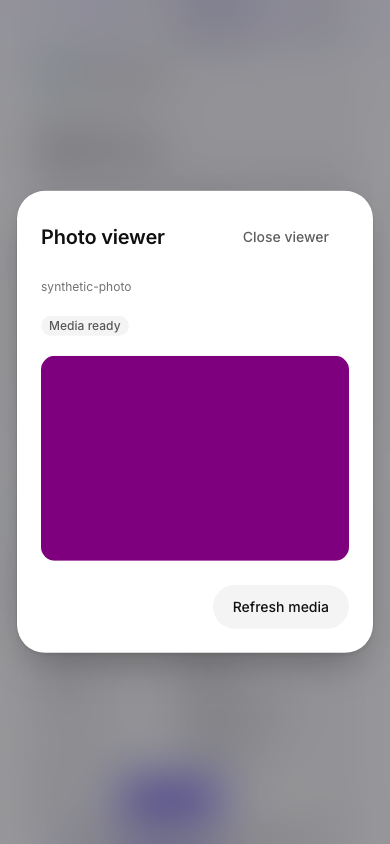 Photo viewer
Close viewer
synthetic-photo
Media ready
Refresh media